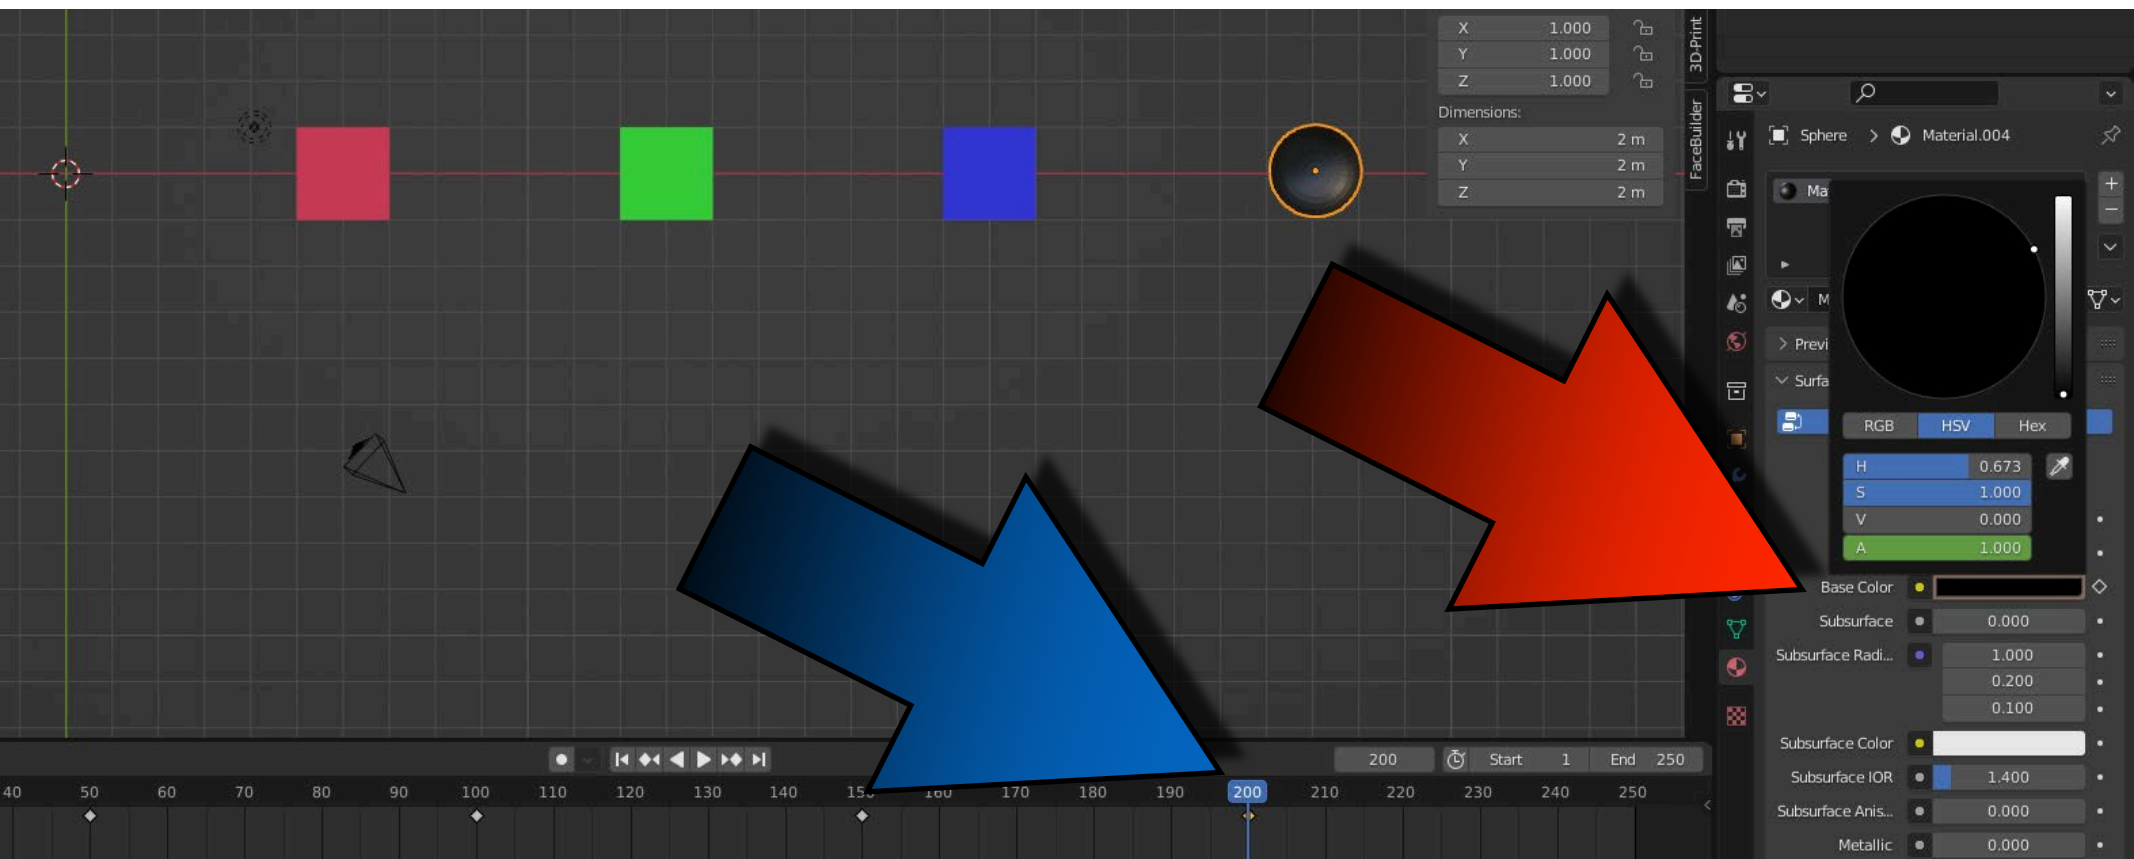 X 1.000
Y 1.000
Z 1.000
Dimensions:
X 2 m
Y 2 m
Z 2 m
3D-Print
FaceBuilder
Sphere > Material.004
Ma
M
> Previ
Surfa
RGB HSV Hex
H 0.673
S 1.000
V 0.000
A 1.000
Base Color
Subsurface 0.000
Subsurface Radi... 1.000
0.200
0.100
Subsurface Color
Subsurface IOR 1.400
Subsurface Anis... 0.000
Metallic 0.000
200 Start 1 End 250
40 50 60 70 80 90 100 110 120 130 140 15 160 170 180 190 200 210 220 230 240 250